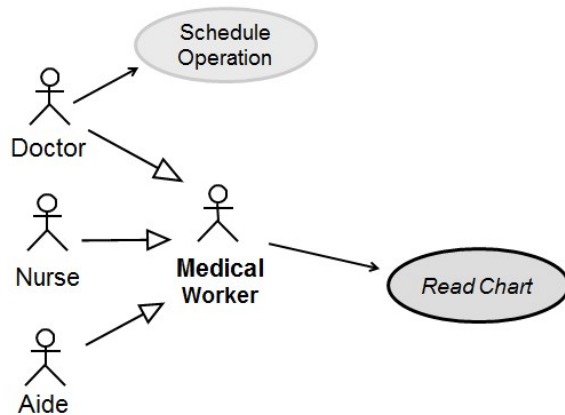 Schedule
Operation
Doctor
Nurse
Medical
Worker
Read Chart
Aide